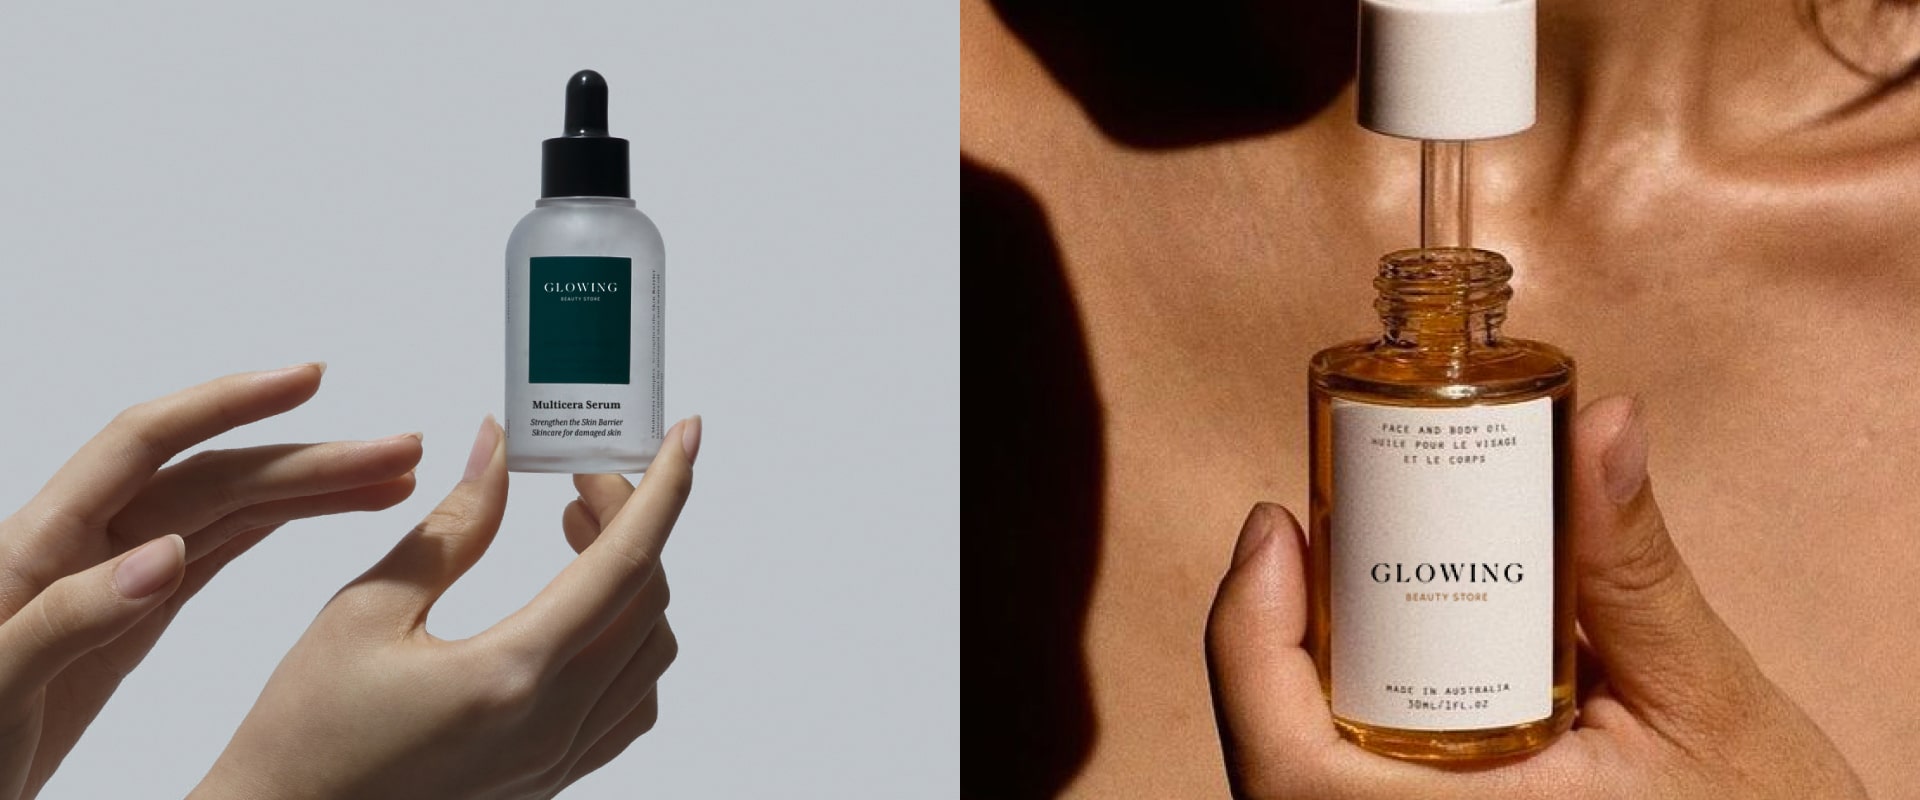 GLOWING
BEAUTY STORE
Multicera Serum
Strengthen the Skin Barrier
Skincare for damaged skin
FACE AND BODY OIL
HUILE POUR LE VISAGE
ET LE CORPS
GLOWING
BEAUTY STORE
MADE IN AUSTRALIA
30ML/1FL.OZ